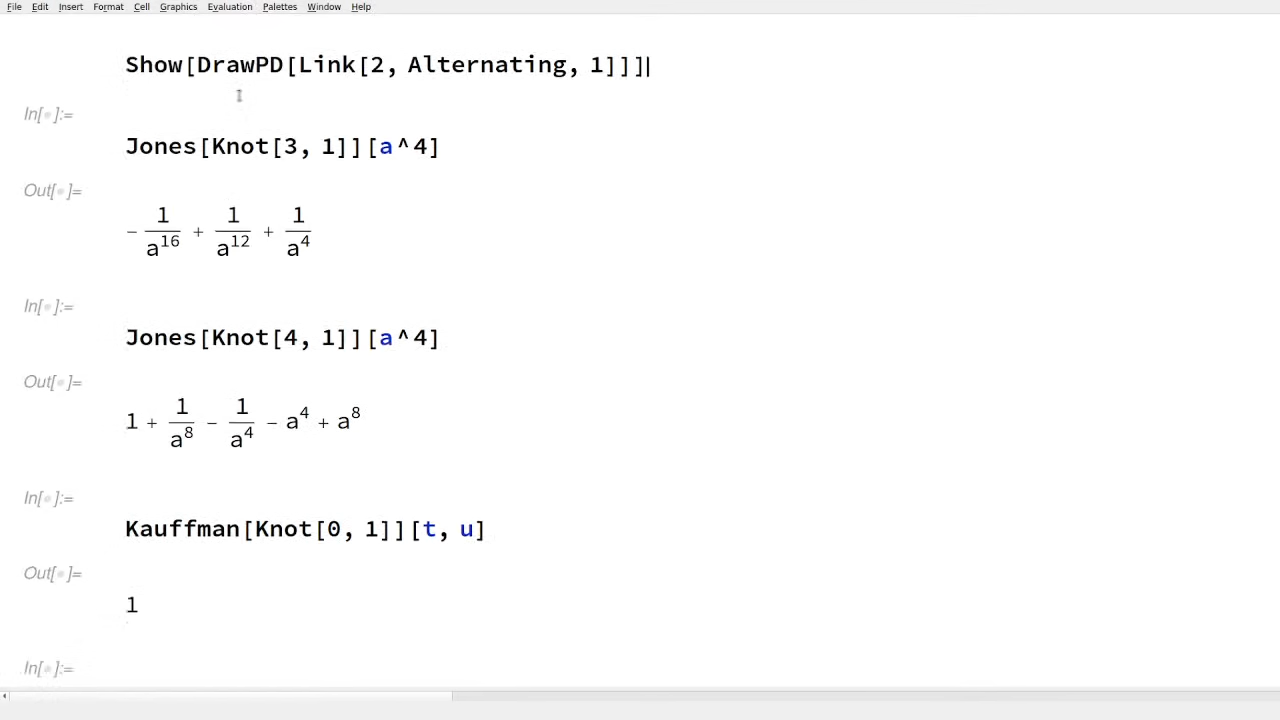 File Edit Insert Format Cell Graphics Evaluation Palettes Window Help
Show[DrawPD[Link[2, Alternating, 1]]]
In[∘]:=
Jones[Knot[3, 1]][a^4]
Out[∘]=
- 1/a^16 + 1/a^12 + 1/a^4
In[∘]:=
Jones[Knot[4, 1]][a^4]
Out[∘]=
1 + 1/a^8 - 1/a^4 - a^4 + a^8
In[∘]:=
Kauffman[Knot[0, 1]][t, u]
Out[∘]=
1
In[∘]:=